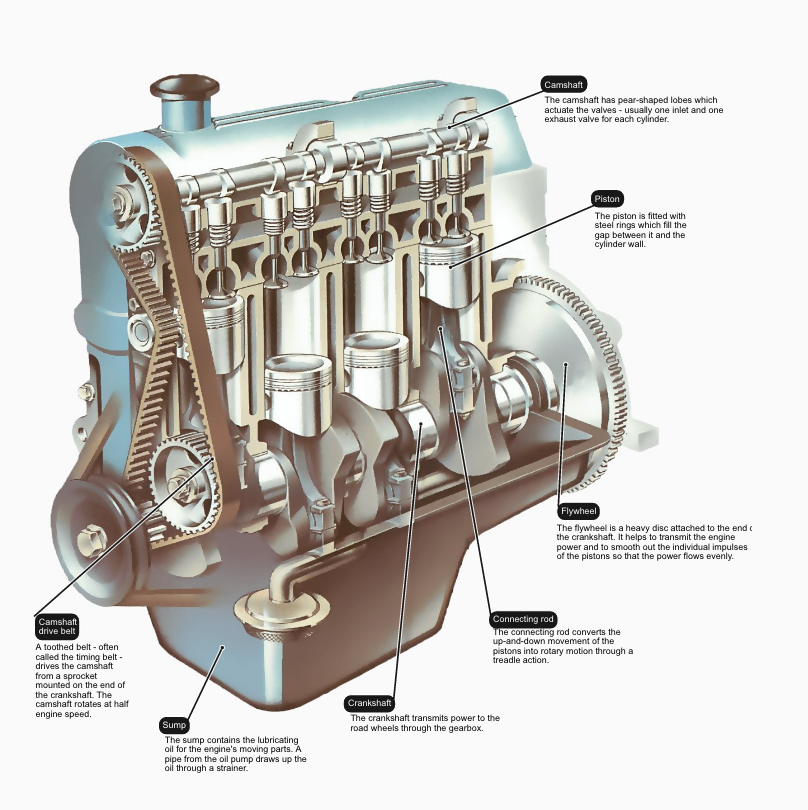 Camshaft
The camshaft has pear-shaped lobes which
actuate the valves - usually one inlet and one
exhaust valve for each cylinder.
Piston
The piston is fitted with
steel rings which fill the
gap between it and the
cylinder wall.
Flywheel
The flywheel is a heavy disc attached to the end
the crankshaft. It helps to transmit the engine
power and to smooth out the individual impulses
of the pistons so that the power flows evenly.
Connecting rod
The connecting rod converts the
up-and-down movement of the
pistons into rotary motion through a
treadle action.
Camshaft
drive belt
A toothed belt - often
called the timing belt -
drives the camshaft
from a sprocket
mounted on the end of
the crankshaft. The
camshaft rotates at half
engine speed.
Crankshaft
The crankshaft transmits power to the
road wheels through the gearbox.
Sump
The sump contains the lubricating
oil for the engine's moving parts. A
pipe from the oil pump draws up the
oil through a strainer.